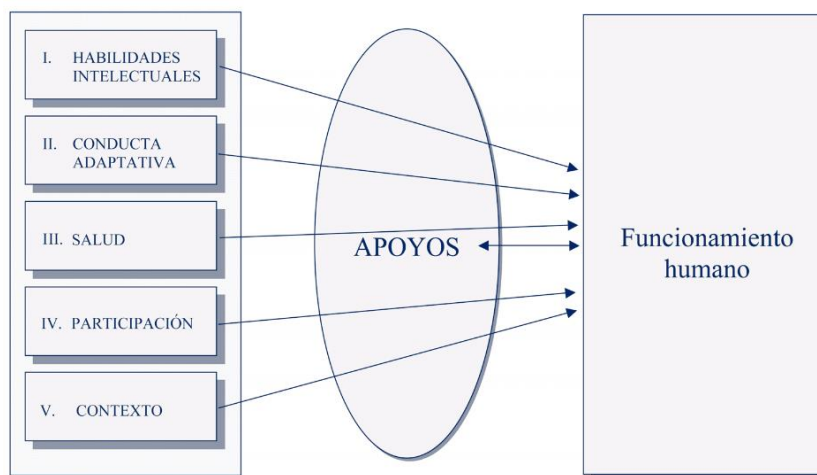 I. HABILIDADES
INTELECTUALES
II. CONDUCTA
ADAPTATIVA
III. SALUD
IV. PARTICIPACIÓN
V. CONTEXTO
APOYOS
Funcionamiento
humano